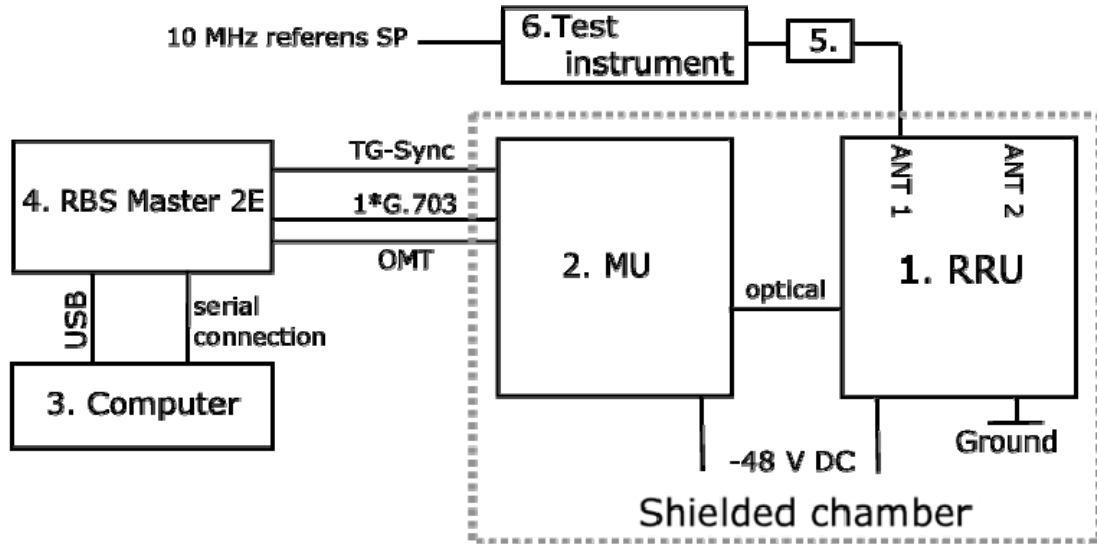 10 MHz referens SP
6.Test
instrument
5.
TG-Sync
4. RBS Master 2E
1*G.703
OMT
2. MU
ANT 1
ANT 2
1. RRU
optical
USB
serial
connection
3. Computer
-48 V DC
Ground
Shielded chamber